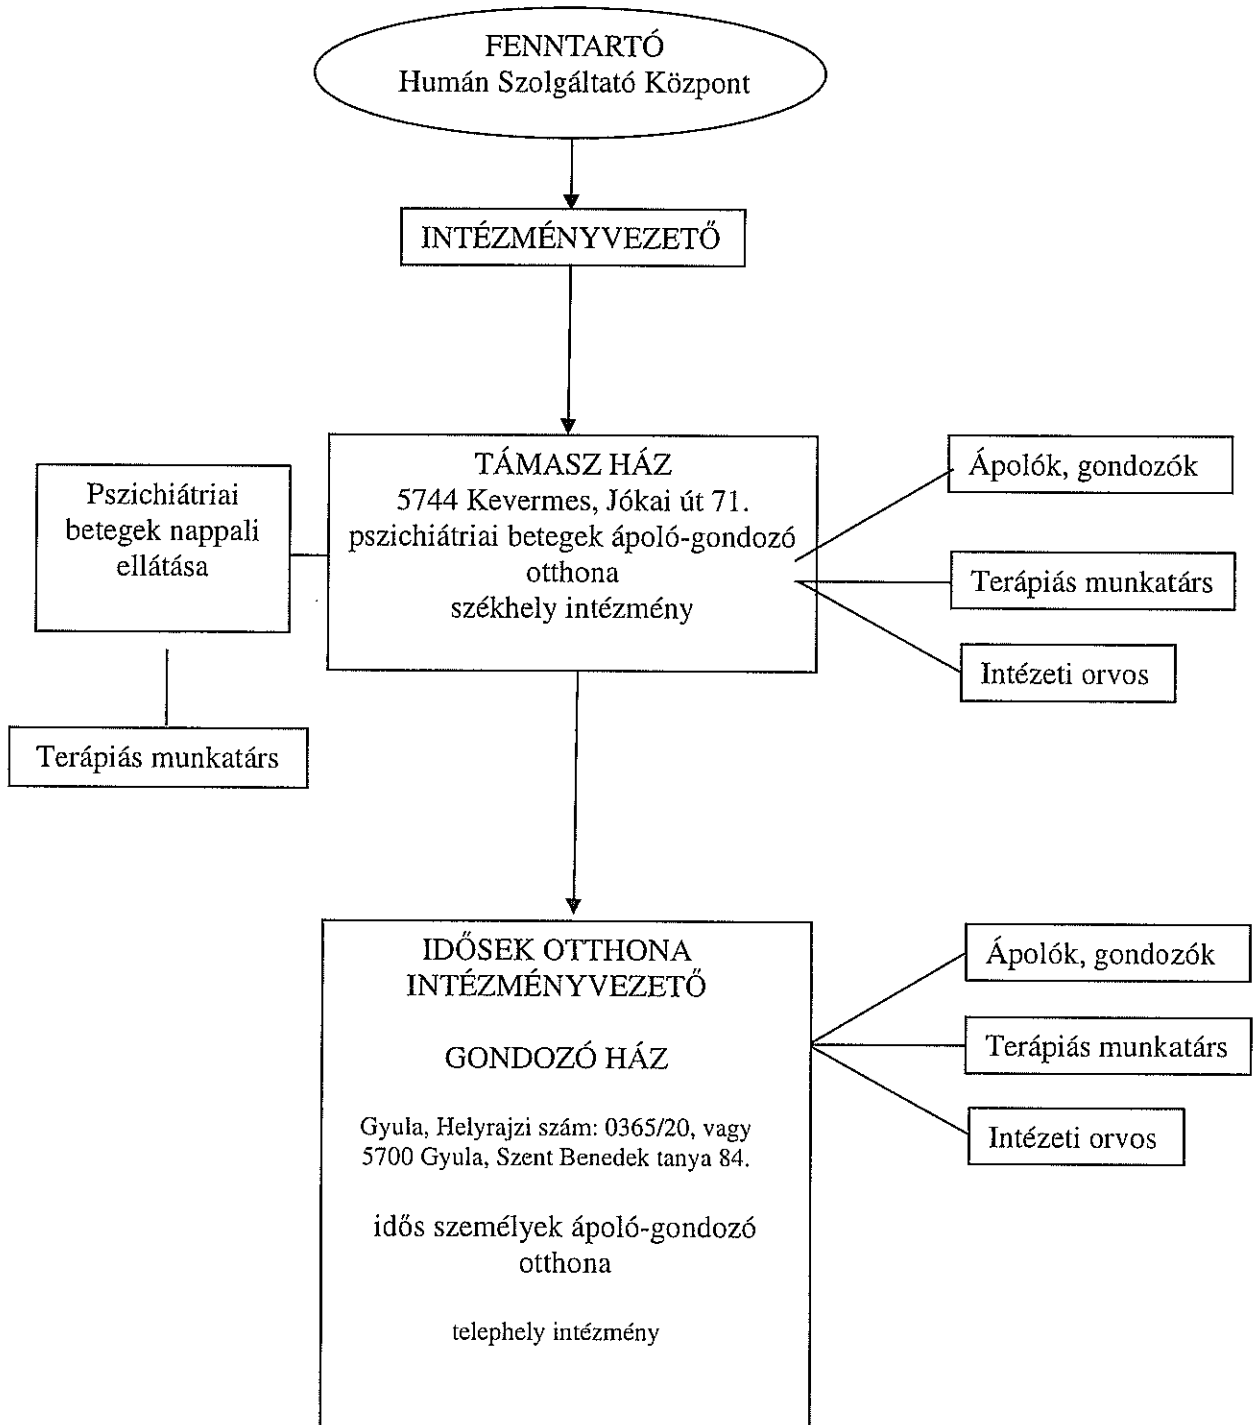 FENNTARTÓ
Humán Szolgáltató Központ
INTÉZMÉNYVEZETŐ
TÁMASZ HÁZ
5744 Kevermes, Jókai út 71.
pszichiátriai betegek ápoló-gondozó
otthona
székhely intézmény
Pszichiátriai
betegek nappali
ellátása
Terápiás munkatárs
Ápolók, gondozók
Terápiás munkatárs
Intézeti orvos
IDŐSEK OTTHONA
INTÉZMÉNYVEZETŐ
GONDOZÓ HÁZ
Gyula, Helyrajzi szám: 0365/20, vagy
5700 Gyula, Szent Benedek tanya 84.
idős személyek ápoló-gondozó
otthona
telephely intézmény
Ápolók, gondozók
Terápiás munkatárs
Intézeti orvos